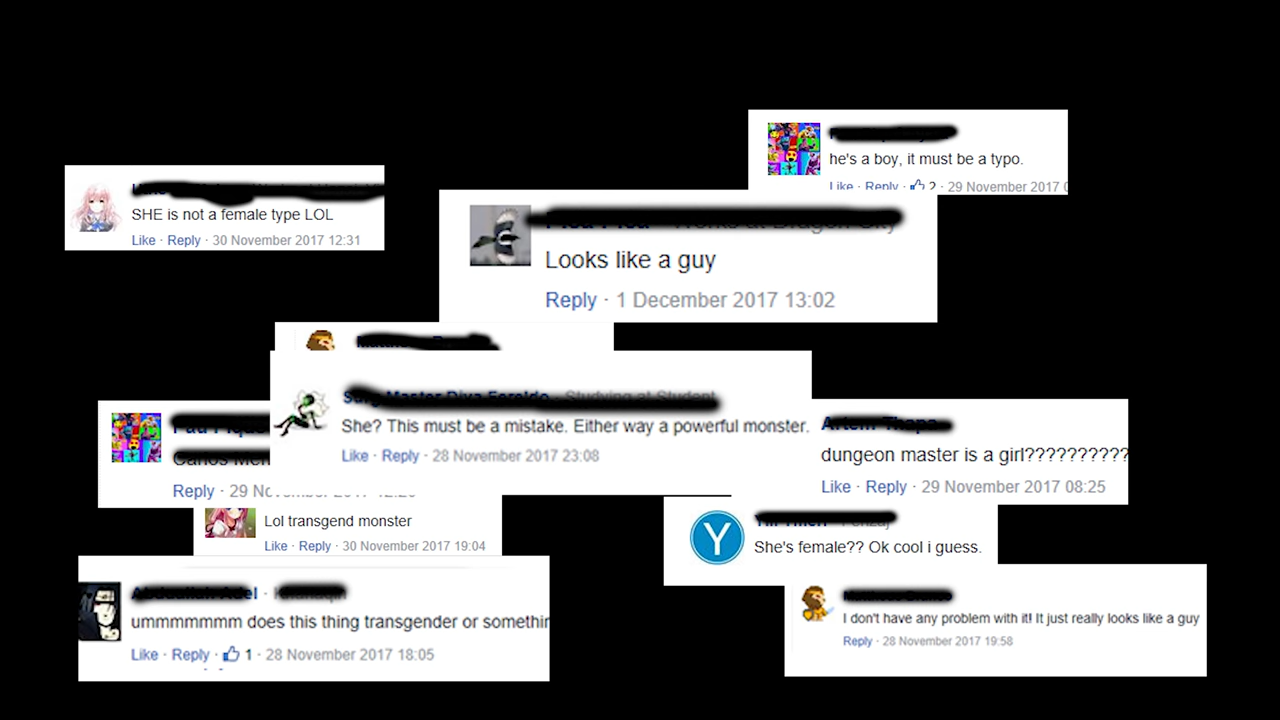 he's a boy, it must be a typo.
Like · Reply · 2 · 29 November 2017
SHE is not a female type LOL
Like · Reply · 30 November 2017 12:31
Looks like a guy
Reply · 1 December 2017 13:02
She? This must be a mistake. Either way a powerful monster.
Like · Reply · 28 November 2017 23:08
dungeon master is a girl??????????
Like · Reply · 29 November 2017 08:25
Reply · 29
Lol transgend monster
Like · Reply · 30 November 2017 19:04
Y
She's female?? Ok cool i guess.
ummmmmmm does this thing transgender or somethin
Like · Reply · 1 · 28 November 2017 18:05
I don't have any problem with it! It just really looks like a guy
Reply · 28 November 2017 19:58